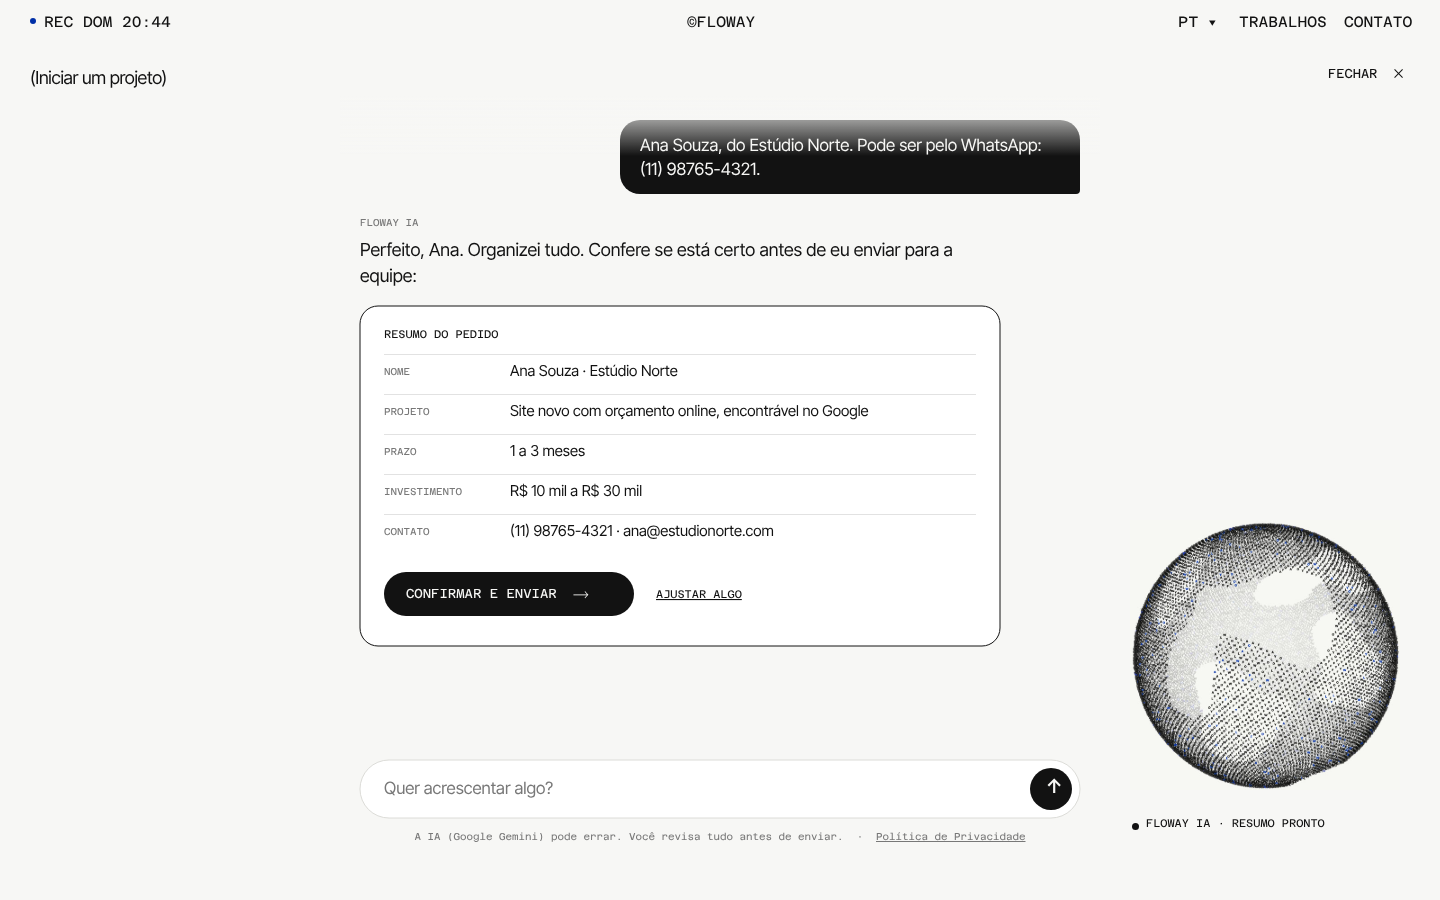 REC DOM 20:44
©FLOWAY
PT ▾ TRABALHOS CONTATO
(Iniciar um projeto)
FECHAR ×
Ana Souza, do Estúdio Norte. Pode ser pelo WhatsApp:
(11) 98765-4321.
FLOWAY IA
Perfeito, Ana. Organizei tudo. Confere se está certo antes de eu enviar para a
equipe:
RESUMO DO PEDIDO
NOME Ana Souza · Estúdio Norte
PROJETO Site novo com orçamento online, encontrável no Google
PRAZO 1 a 3 meses
INVESTIMENTO R$ 10 mil a R$ 30 mil
CONTATO (11) 98765-4321 · ana@estudionorte.com
CONFIRMAR E ENVIAR → AJUSTAR ALGO
Quer acrescentar algo?
A IA (Google Gemini) pode errar. Você revisa tudo antes de enviar. · Política de Privacidade
FLOWAY IA · RESUMO PRONTO